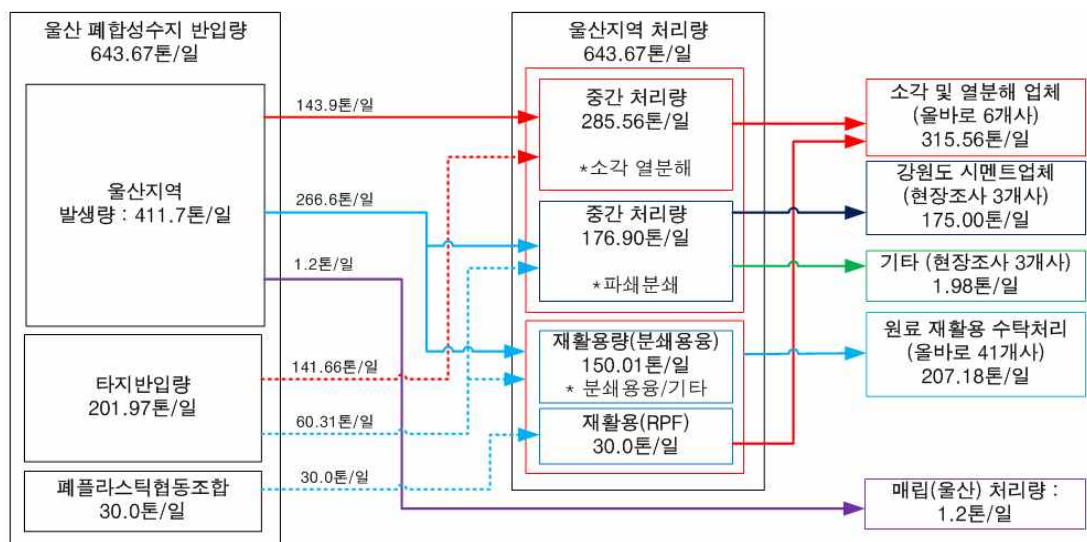 울산 폐합성수지 반입량
643.67톤/일
울산지역
발생량 : 411.7톤/일
타지반입량
201.97톤/일
폐플라스틱협동조합
30.0톤/일
143.9톤/일
266.6톤/일
1.2톤/일
141.66톤/일
60.31톤/일
30.0톤/일
울산지역 처리량
643.67톤/일
중간 처리량
285.56톤/일
*소각 열분해
중간 처리량
176.90톤/일
*파쇄분쇄
재활용량(분쇄용융)
150.01톤/일
* 분쇄용융/기타
재활용(RPF)
30.0톤/일
소각 및 열분해 업체
(올바로 6개사)
315.56톤/일
강원도 시멘트업체
(현장조사 3개사)
175.00톤/일
기타 (현장조사 3개사)
1.98톤/일
원료 재활용 수탁처리
(올바로 41개사)
207.18톤/일
매립(울산) 처리량 :
1.2톤/일